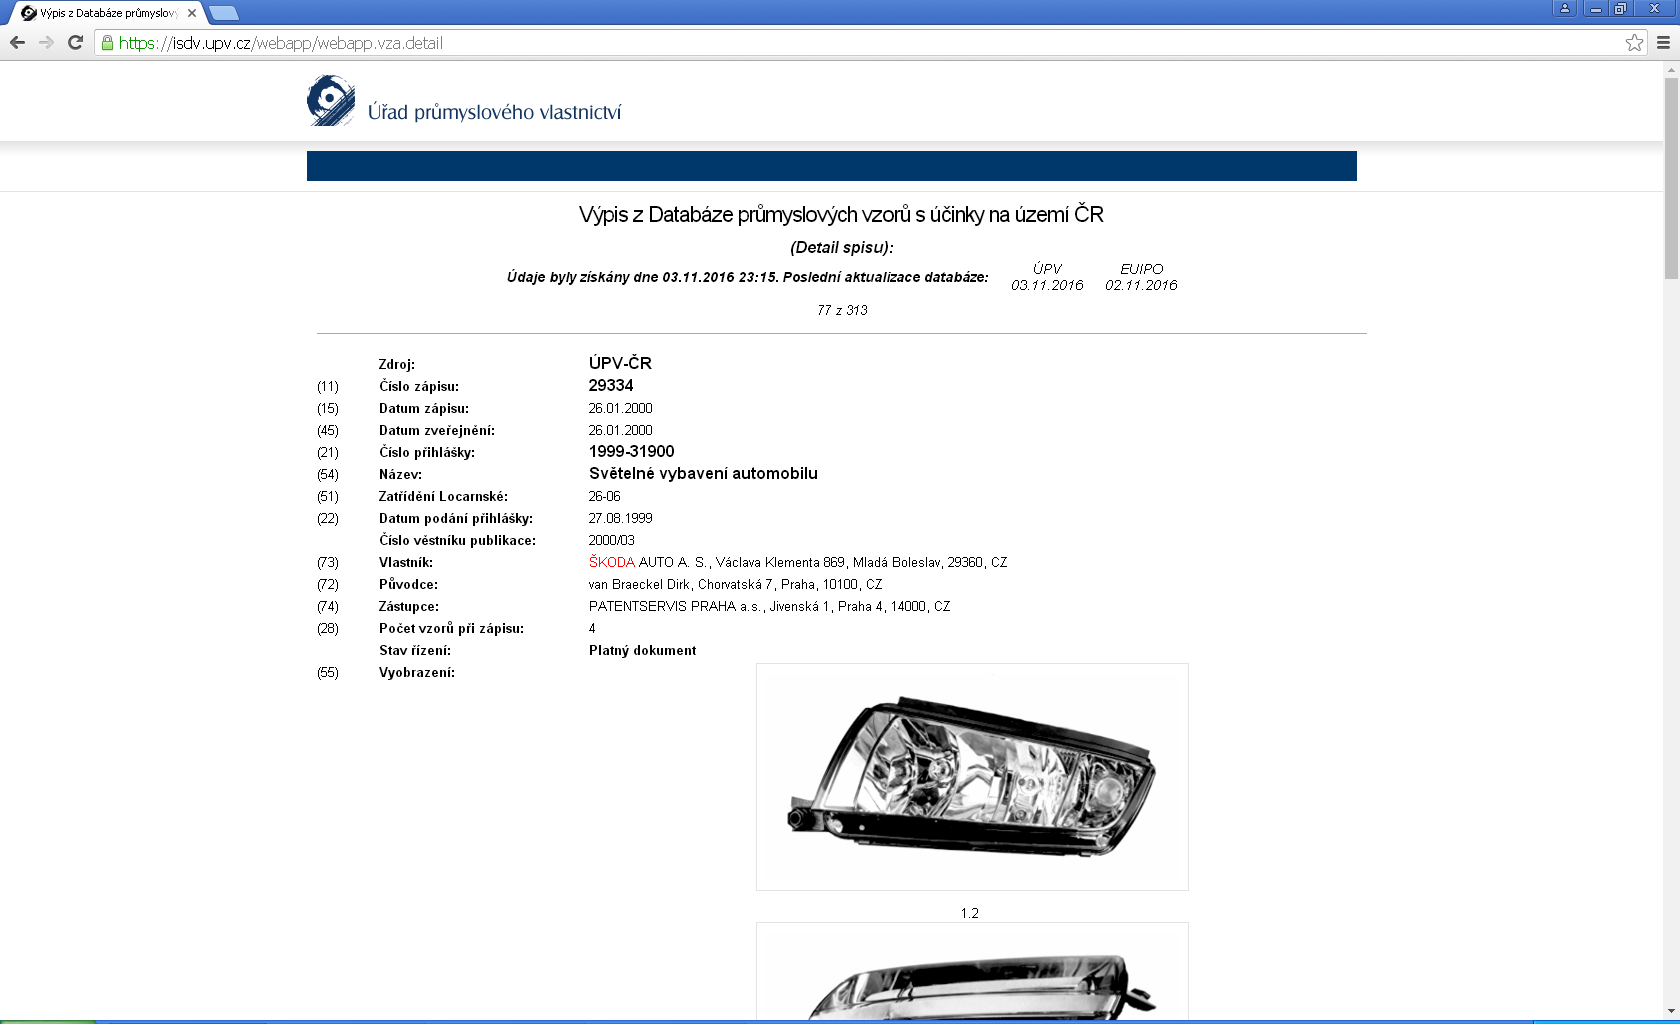 Výpis z Databáze průmyslov
https://isdv.upv.cz/webapp/webapp.vza.detail
Úřad průmyslového vlastnictví
Výpis z Databáze průmyslových vzorů s účinky na území ČR
(Detail spisu):
Údaje byly získány dne 03.11.2016 23:15. Poslední aktualizace databáze: ÚPV 03.11.2016 EUIPO 02.11.2016
77 z 313
Zdroj: ÚPV-ČR
(11) Číslo zápisu: 29334
(15) Datum zápisu: 26.01.2000
(45) Datum zveřejnění: 26.01.2000
(21) Číslo přihlášky: 1999-31900
(54) Název: Světelné vybavení automobilu
(51) Zatřídění Locarnské: 26-06
(22) Datum podání přihlášky: 27.08.1999
Číslo věstníku publikace: 2000/03
(73) Vlastník: ŠKODA AUTO A. S., Václava Klementa 869, Mladá Boleslav, 29360, CZ
(72) Původce: van Braeckel Dirk, Chorvatská 7, Praha, 10100, CZ
(74) Zástupce: PATENTSERVIS PRAHA a.s., Jivenská 1, Praha 4, 14000, CZ
(28) Počet vzorů při zápisu: 4
Stav řízení: Platný dokument
(55) Vyobrazení:
1.2